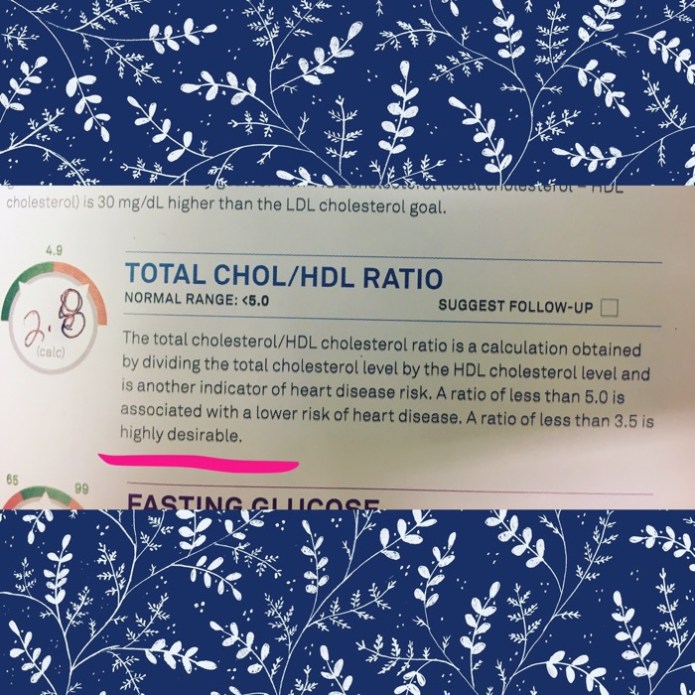 cholesterol) is 30 mg/dL higher than the LDL cholesterol goal.
4.9
TOTAL CHOL/HDL RATIO
NORMAL RANGE: <5.0
SUGGEST FOLLOW-UP
2.8
(calc)
The total cholesterol/HDL cholesterol ratio is a calculation obtained
by dividing the total cholesterol level by the HDL cholesterol level and
is another indicator of heart disease risk. A ratio of less than 5.0 is
associated with a lower risk of heart disease. A ratio of less than 3.5 is
highly desirable.
65
99
FASTING GLUCOSE